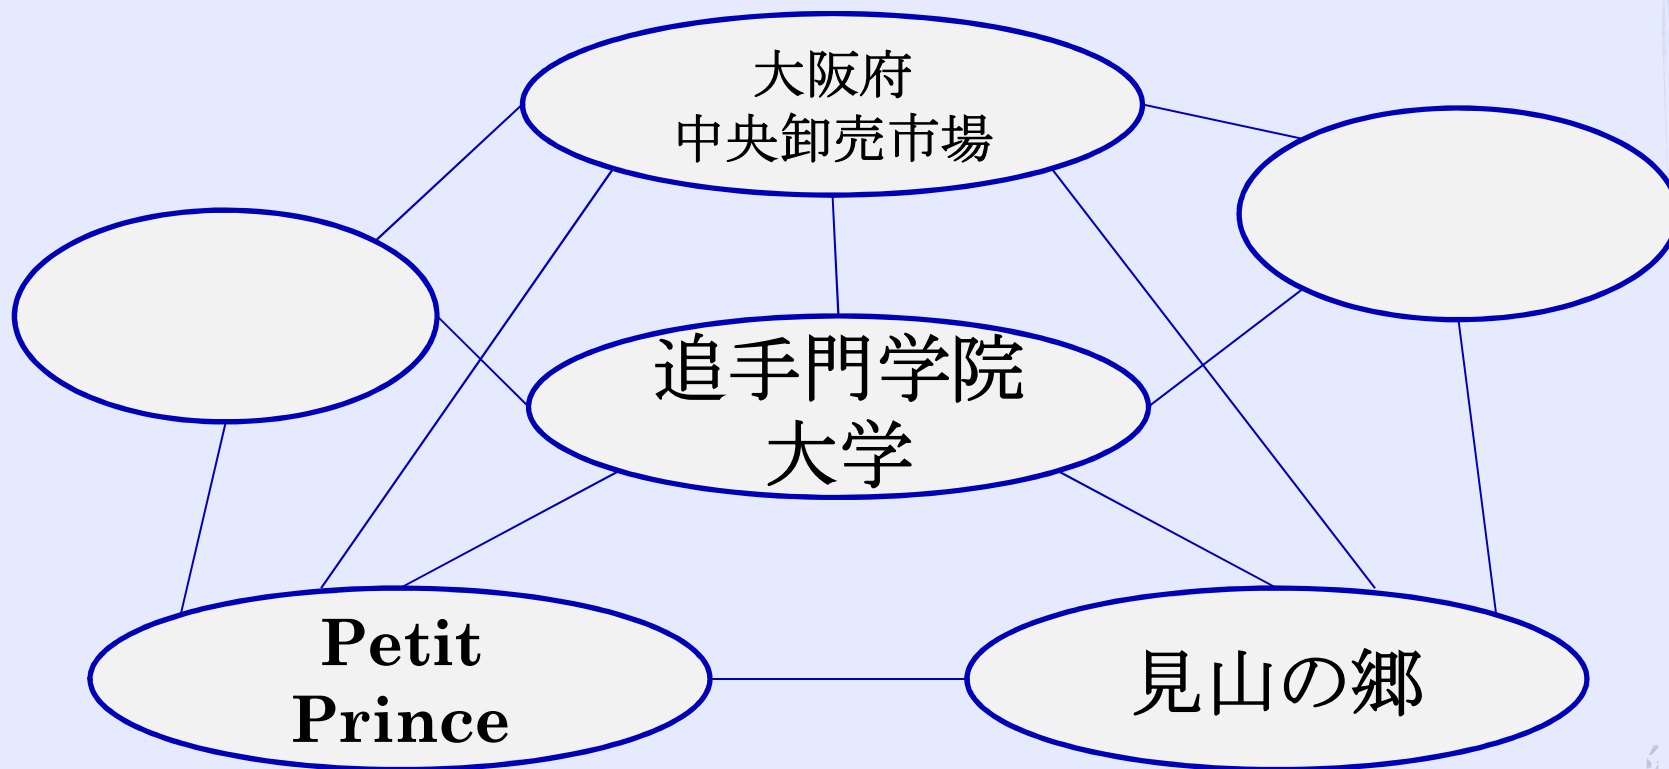 大阪府
中央卸売市場
追手門学院
大学
Petit
Prince
見山の郷